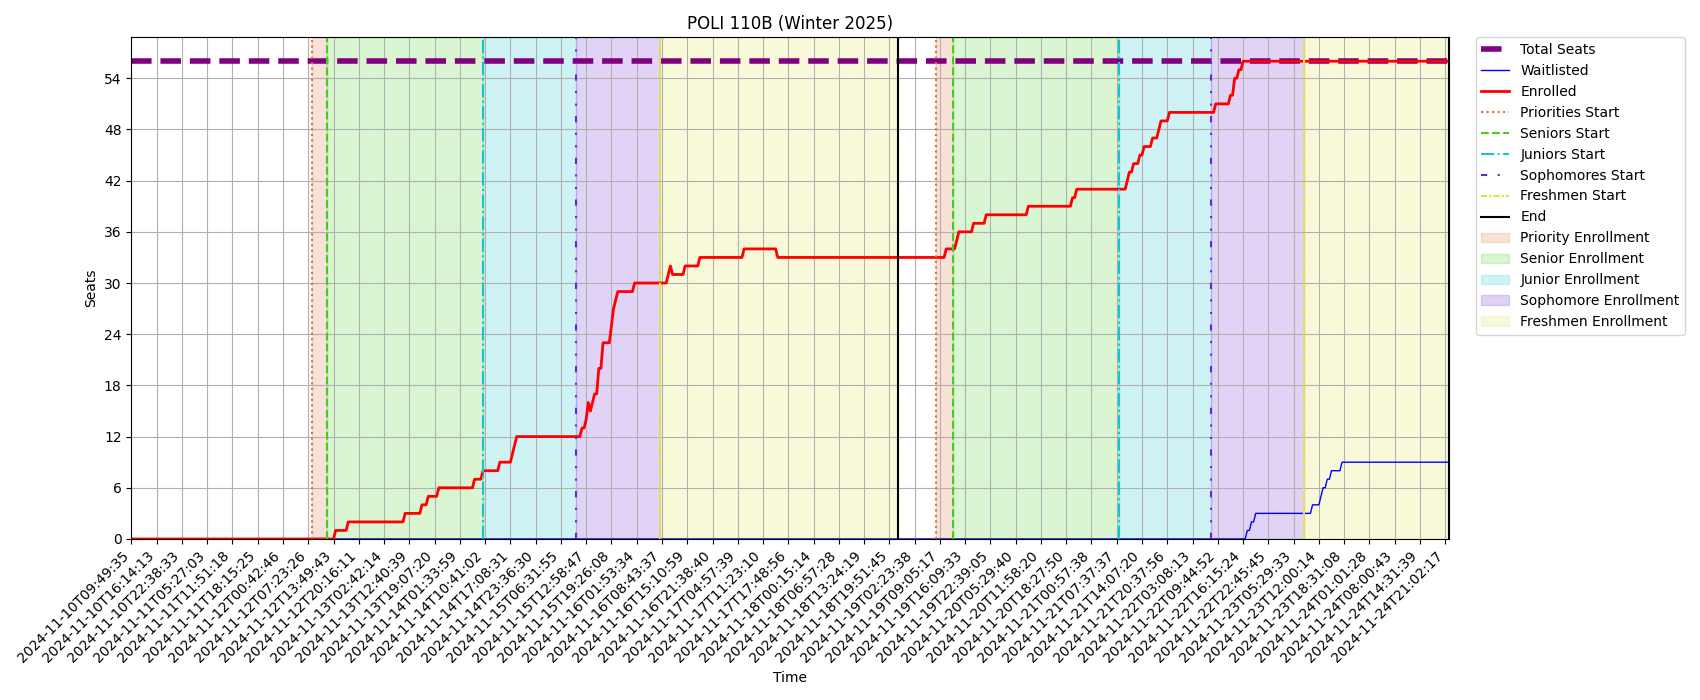 POLI 110B (Winter 2025)
Total Seats
Waitlisted
Enrolled
Priorities Start
Seniors Start
Juniors Start
Sophomores Start
Freshmen Start
End
Priority Enrollment
Senior Enrollment
Junior Enrollment
Sophomore Enrollment
Freshmen Enrollment
Seats
54
48
42
36
30
24
18
12
6
0
2024-11-10T09:49:35
2024-11-10T16:14:13
2024-11-10T22:38:33
2024-11-11T05:27:03
2024-11-11T11:51:18
2024-11-11T18:15:25
2024-11-12T00:42:46
2024-11-12T07:23:26
2024-11-12T13:49:43
2024-11-12T20:16:11
2024-11-13T02:42:14
2024-11-13T12:40:39
2024-11-13T19:07:20
2024-11-14T01:33:59
2024-11-14T10:41:02
2024-11-14T17:08:31
2024-11-14T23:36:30
2024-11-15T06:31:55
2024-11-15T12:58:47
2024-11-15T19:26:08
2024-11-16T01:53:34
2024-11-16T08:43:37
2024-11-16T15:10:59
2024-11-16T21:38:40
2024-11-17T04:57:39
2024-11-17T11:23:10
2024-11-17T17:48:56
2024-11-18T00:15:14
2024-11-18T06:57:28
2024-11-18T13:24:19
2024-11-18T19:51:45
2024-11-19T02:23:38
2024-11-19T09:05:17
2024-11-19T16:09:33
2024-11-19T22:39:05
2024-11-20T05:29:40
2024-11-20T11:58:20
2024-11-20T18:27:50
2024-11-21T00:57:38
2024-11-21T07:37:37
2024-11-21T14:07:20
2024-11-21T20:37:56
2024-11-22T03:08:13
2024-11-22T09:44:52
2024-11-22T16:15:24
2024-11-22T22:45:45
2024-11-23T05:29:33
2024-11-23T12:00:14
2024-11-23T18:31:08
2024-11-24T01:01:28
2024-11-24T08:00:43
2024-11-24T14:31:39
2024-11-24T21:02:17
Time